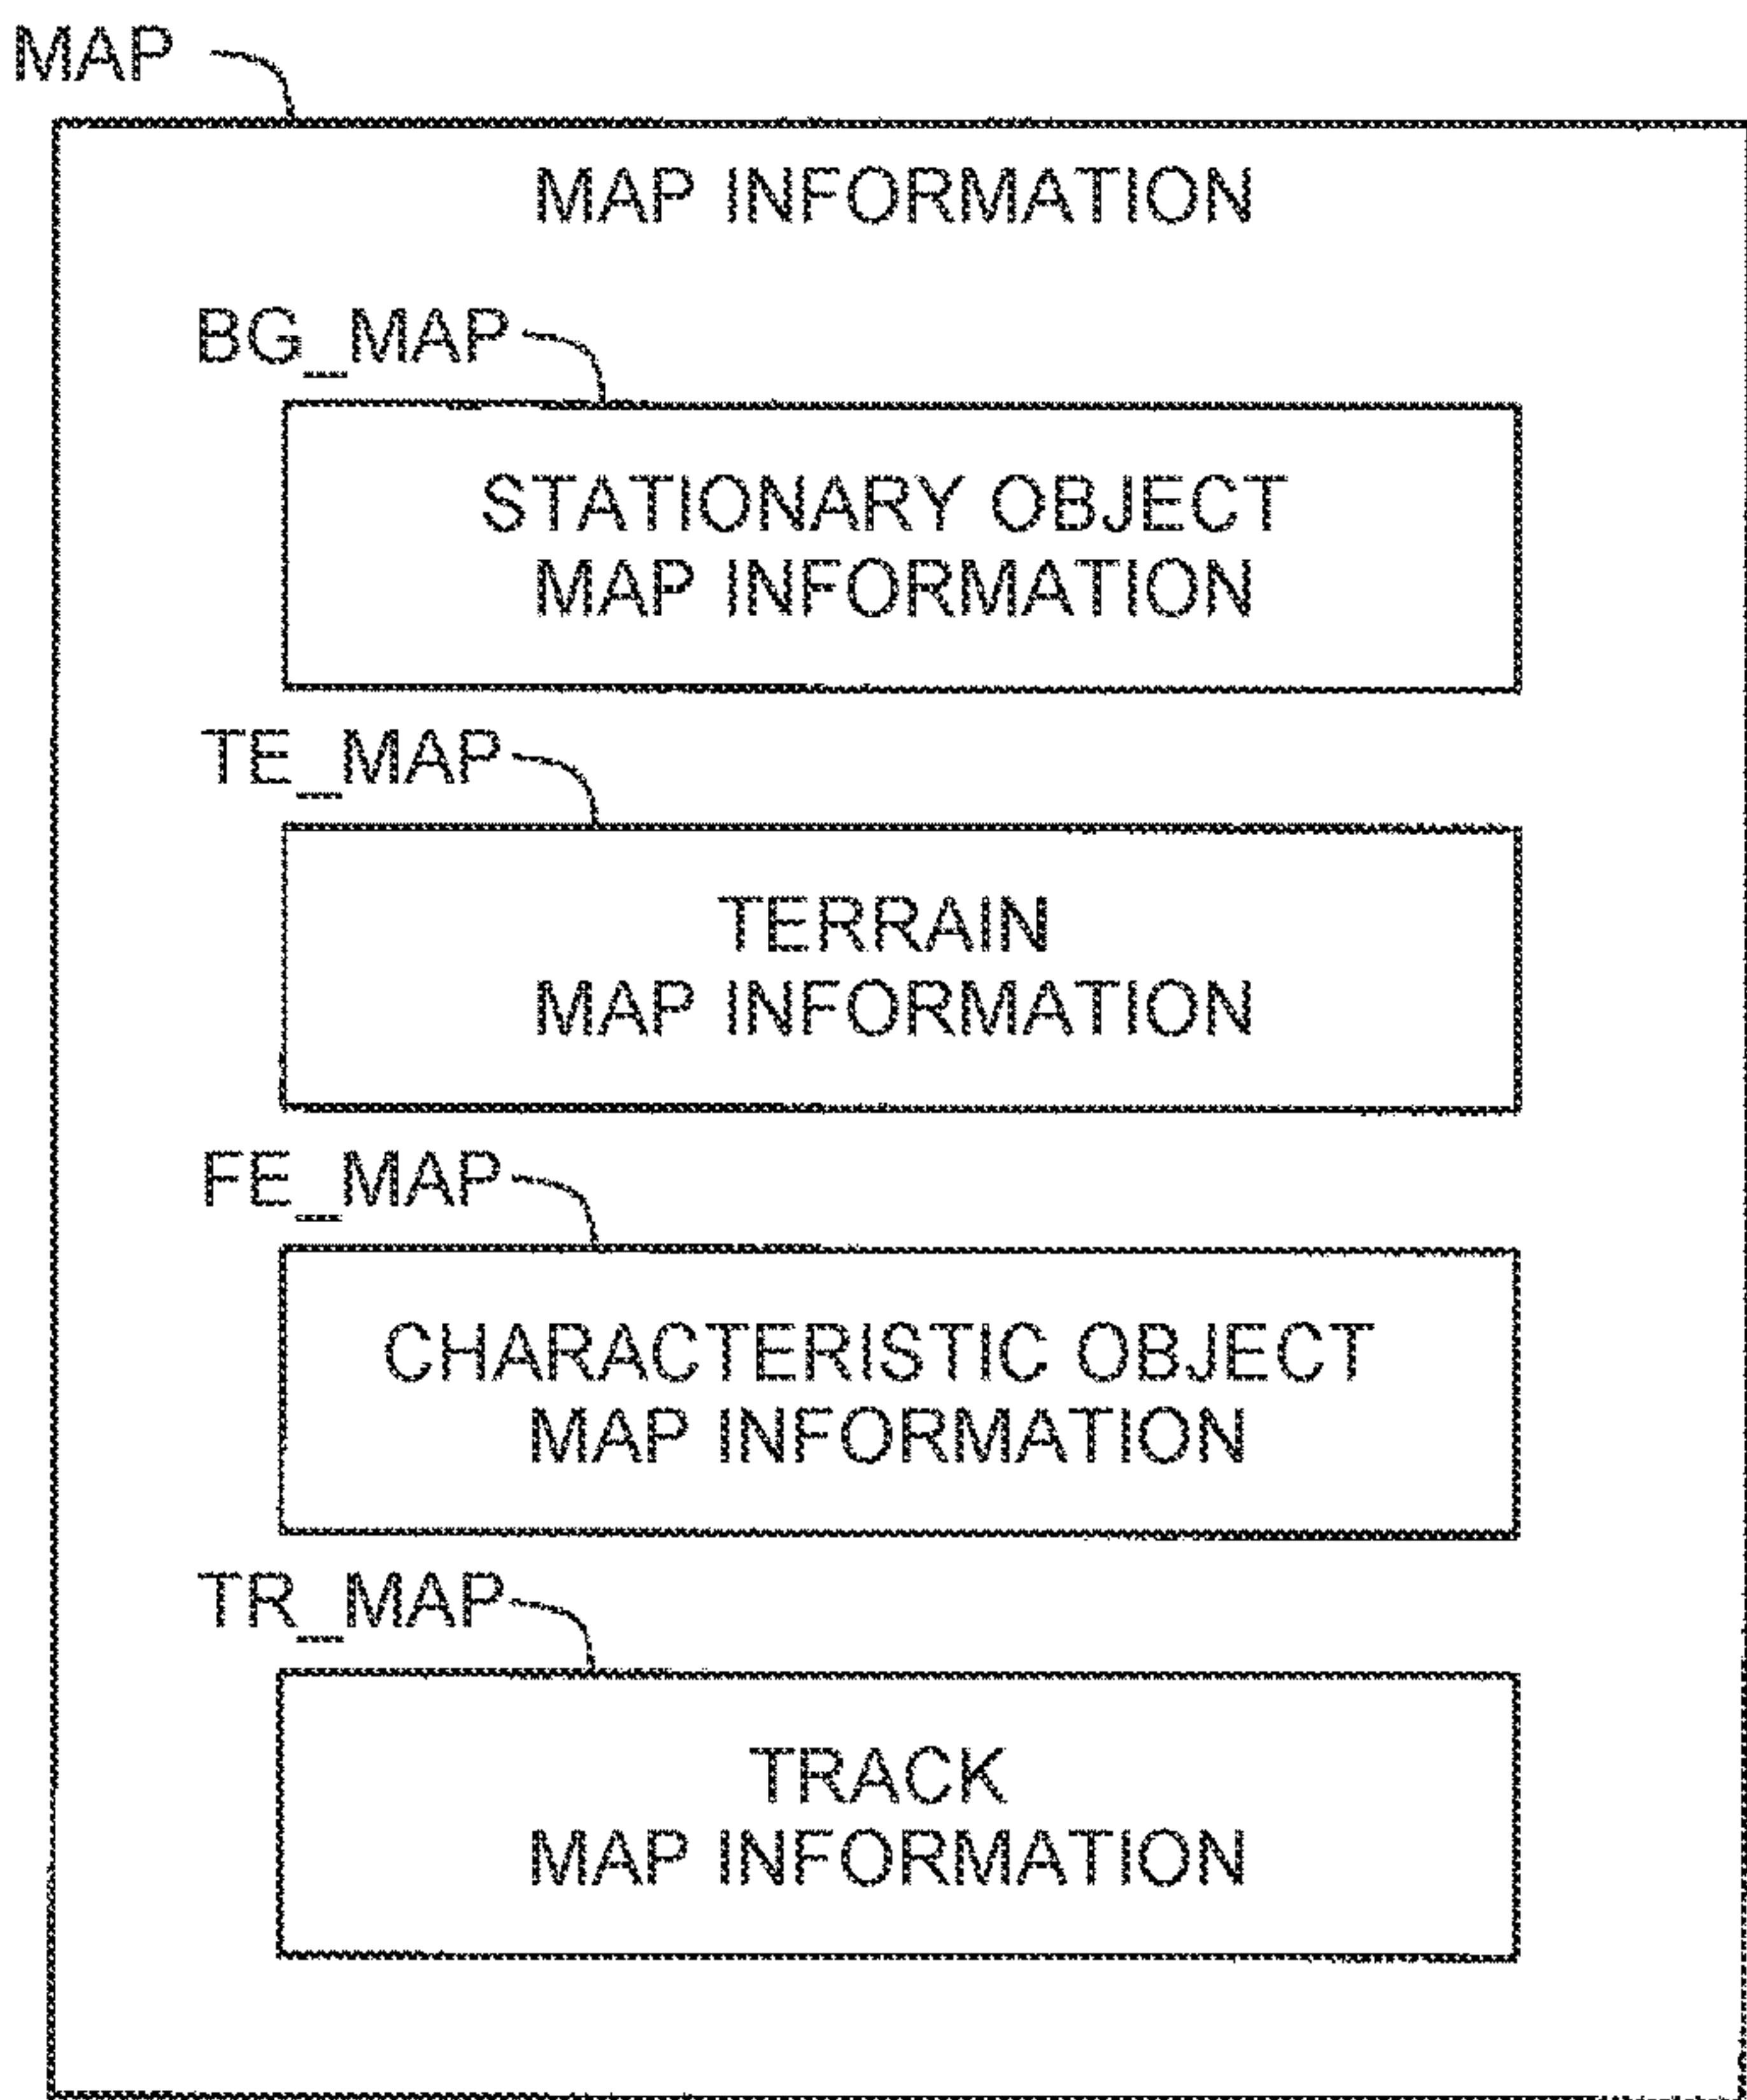 MAP
MAP INFORMATION
BG_MAP
STATIONARY OBJECT
MAP INFORMATION
TE_MAP
TERRAIN
MAP INFORMATION
FE_MAP
CHARACTERISTIC OBJECT
MAP INFORMATION
TR_MAP
TRACK
MAP INFORMATION